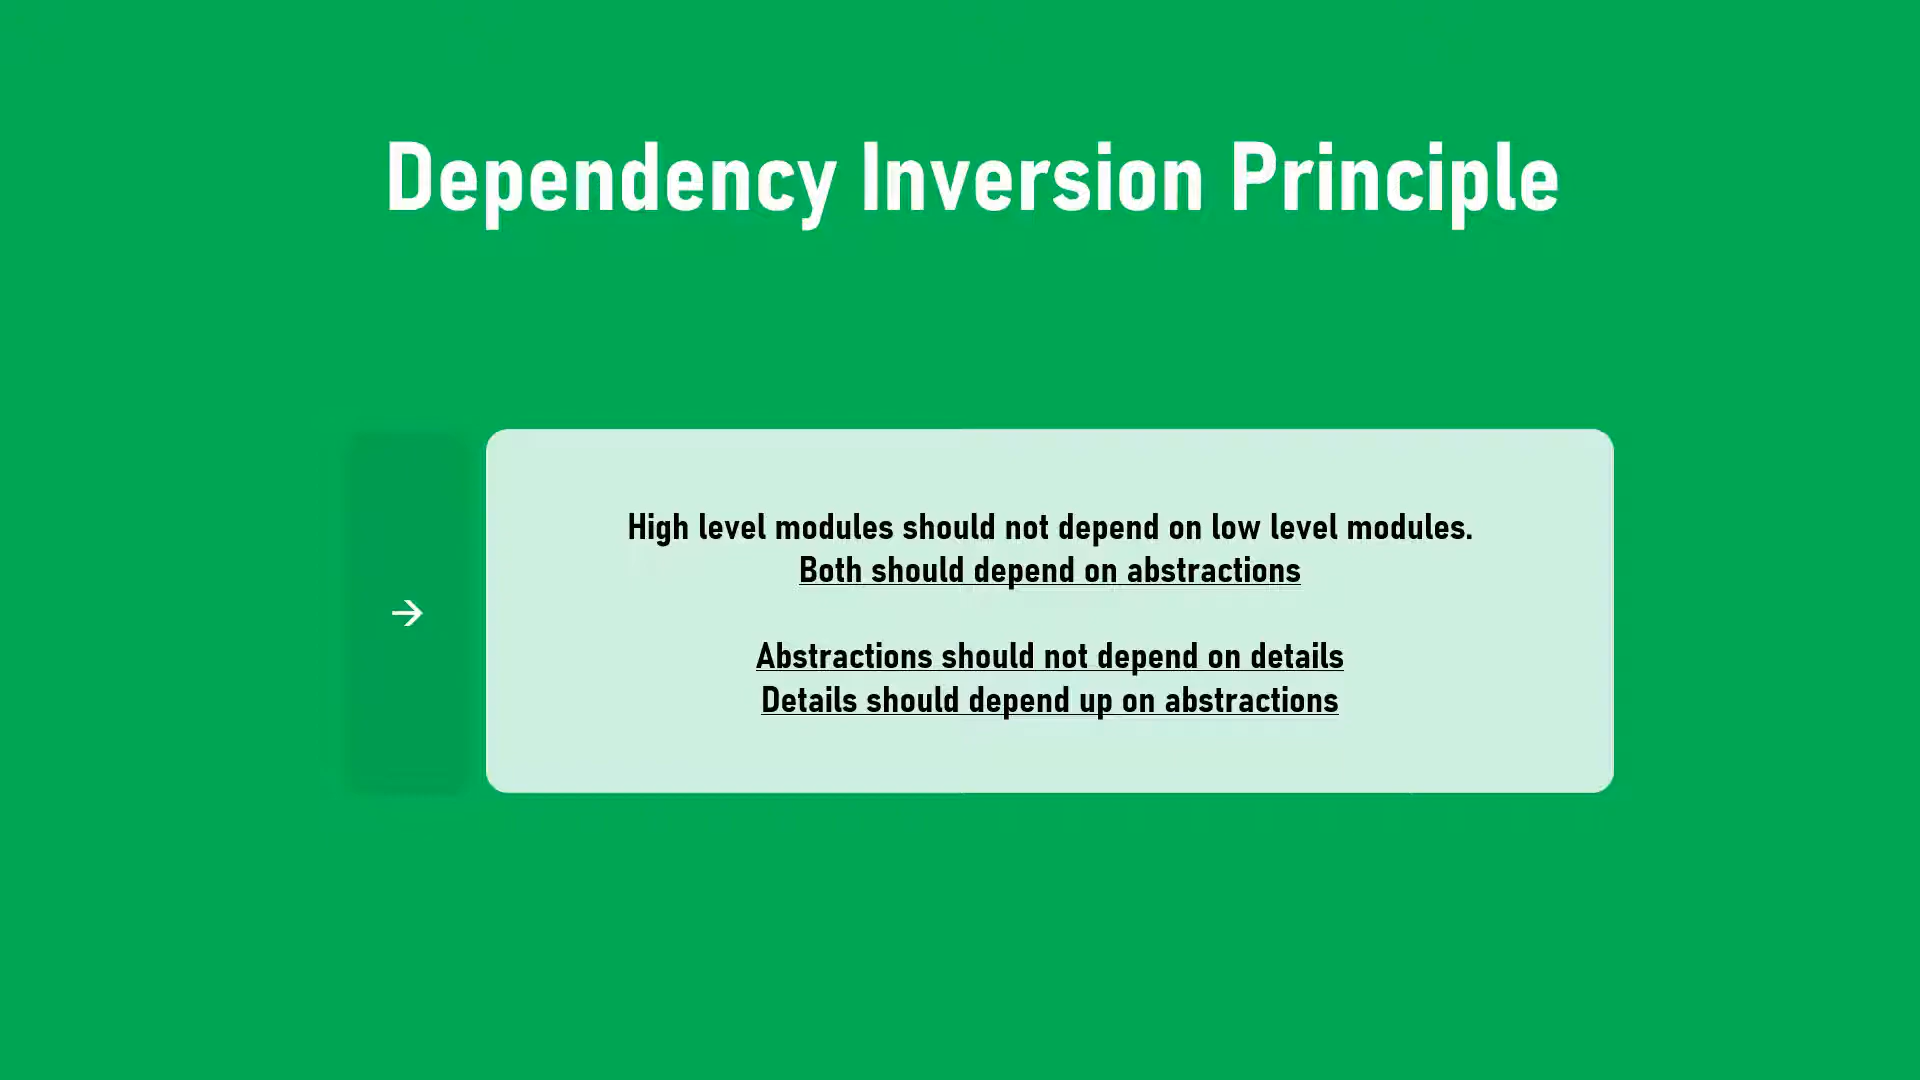 Dependency Inversion Principle
High level modules should not depend on low level modules.
Both should depend on abstractions
Abstractions should not depend on details
Details should depend up on abstractions